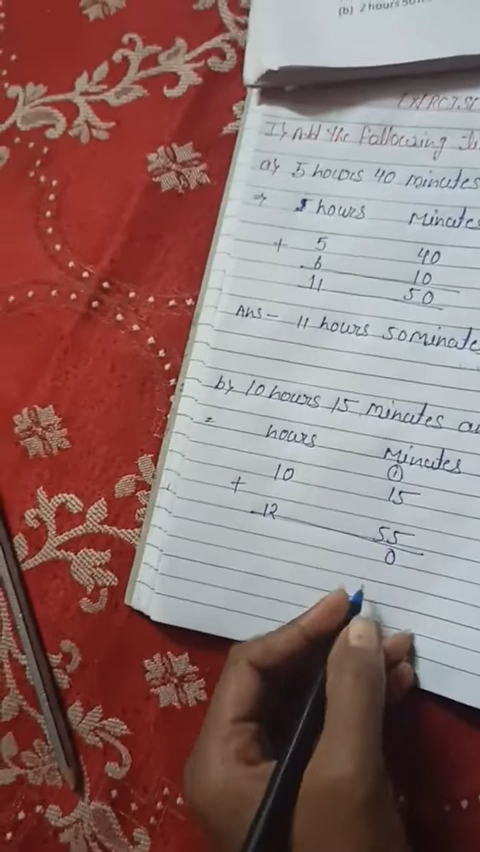 (b) 2 hours
EXERCISE
1) Add the following
a) 5 hours 40 minutes
⇒ hours Minutes
+ 5 40
6 10
11 50
Ans - 11 hours 50 minute
b) 10 hours 15 minutes
= hours Minutes
1
10 15
+ 12 55
0